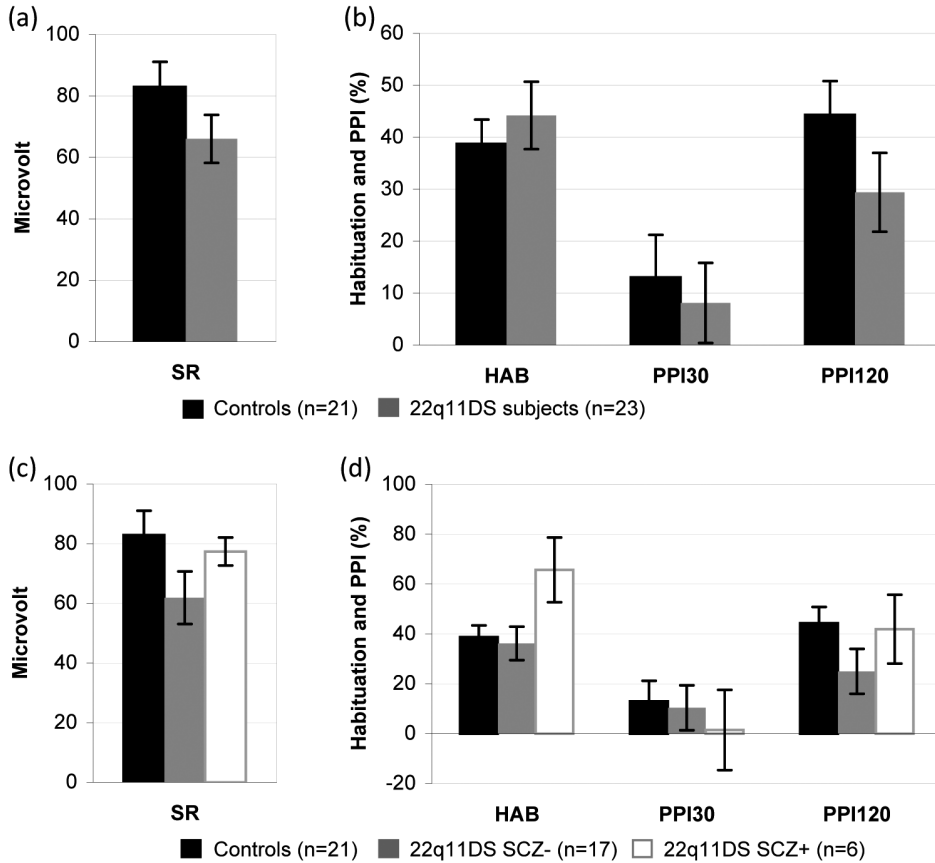 (a)
100
80
60
40
20
0
Microvolt
SR
(b)
60
50
40
30
20
10
0
Habituation and PPI (%)
HAB PPI30 PPI120
Controls (n=21) 22q11DS subjects (n=23)
(c)
100
80
60
40
20
0
Microvolt
SR
(d)
100
80
60
40
20
0
-20
Habituation and PPI (%)
HAB PPI30 PPI120
Controls (n=21) 22q11DS SCZ- (n=17) 22q11DS SCZ+ (n=6)